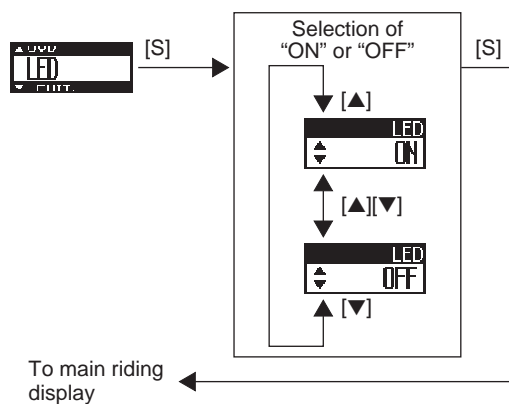 LED
[S]
Selection of
“ON” or “OFF”
[S]
[▲]
LED
ON
[▲][▼]
LED
OFF
[▼]
To main riding
display